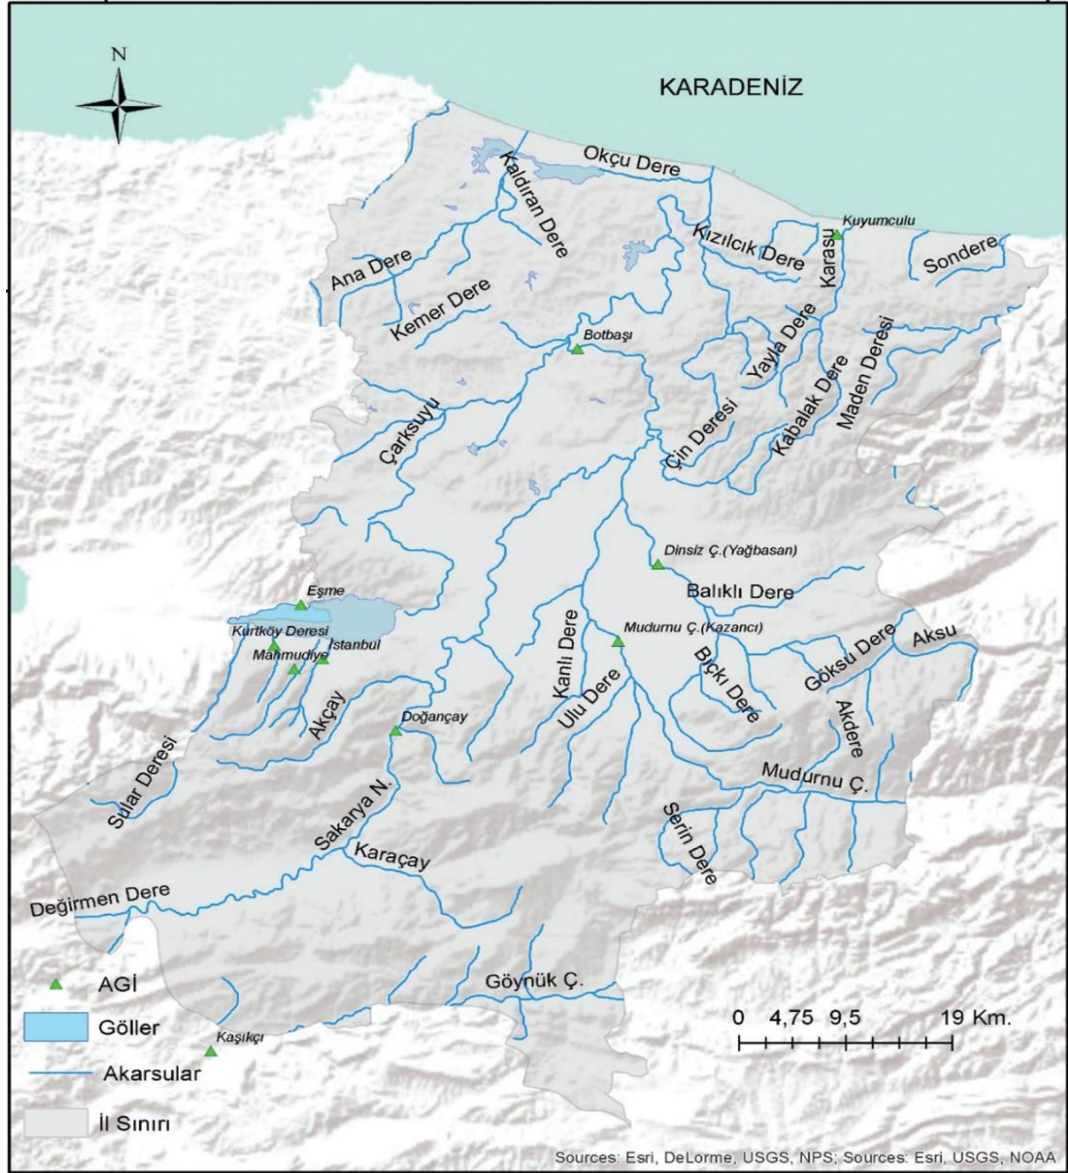 N
KARADENİZ
Okçu Dere
Kaldıran Dere
Kuyumculu
Kızılcık Dere
Karasu
Sondere
Ana Dere
Kemer Dere
Botbaşı
Yayla Dere
Maden Deresi
Kabalak Dere
Çarksuyu
Çin Deresi
Dinsiz Ç.(Yağbasan)
Balıklı Dere
Eşme
Kurtköy Deresi
İstanbul
Mahmudiye
Mudurnu Ç.(Kazancı)
Kanlı Dere
Ulu Dere
Bıçkı Dere
Göksu Dere
Aksu
Akdere
Akçay
Doğançay
Sular Deresi
Sakarya N.
Mudurnu Ç.
Serin Dere
Karaçay
Değirmen Dere
Göynük Ç.
Kaşıkçı
AGİ
Göller
Akarsular
İl Sınırı
0 4,75 9,5 19 Km.
Sources: Esri, DeLorme, USGS, NPS; Sources: Esri, USGS, NOAA